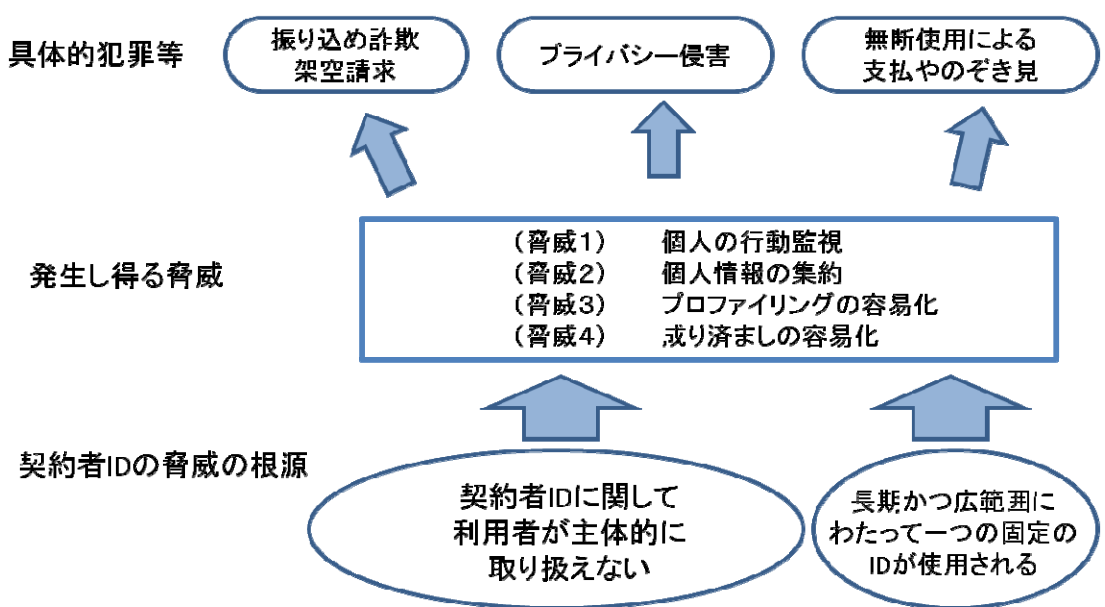 具体的犯罪等
振り込め詐欺
架空請求
プライバシー侵害
無断使用による
支払やのぞき見
発生し得る脅威
(脅威1) 個人の行動監視
(脅威2) 個人情報の集約
(脅威3) プロファイリングの容易化
(脅威4) 成り済ましの容易化
契約者IDの脅威の根源
契約者IDに関して
利用者が主体的に
取り扱えない
長期かつ広範囲に
わたって一つの固定の
IDが使用される